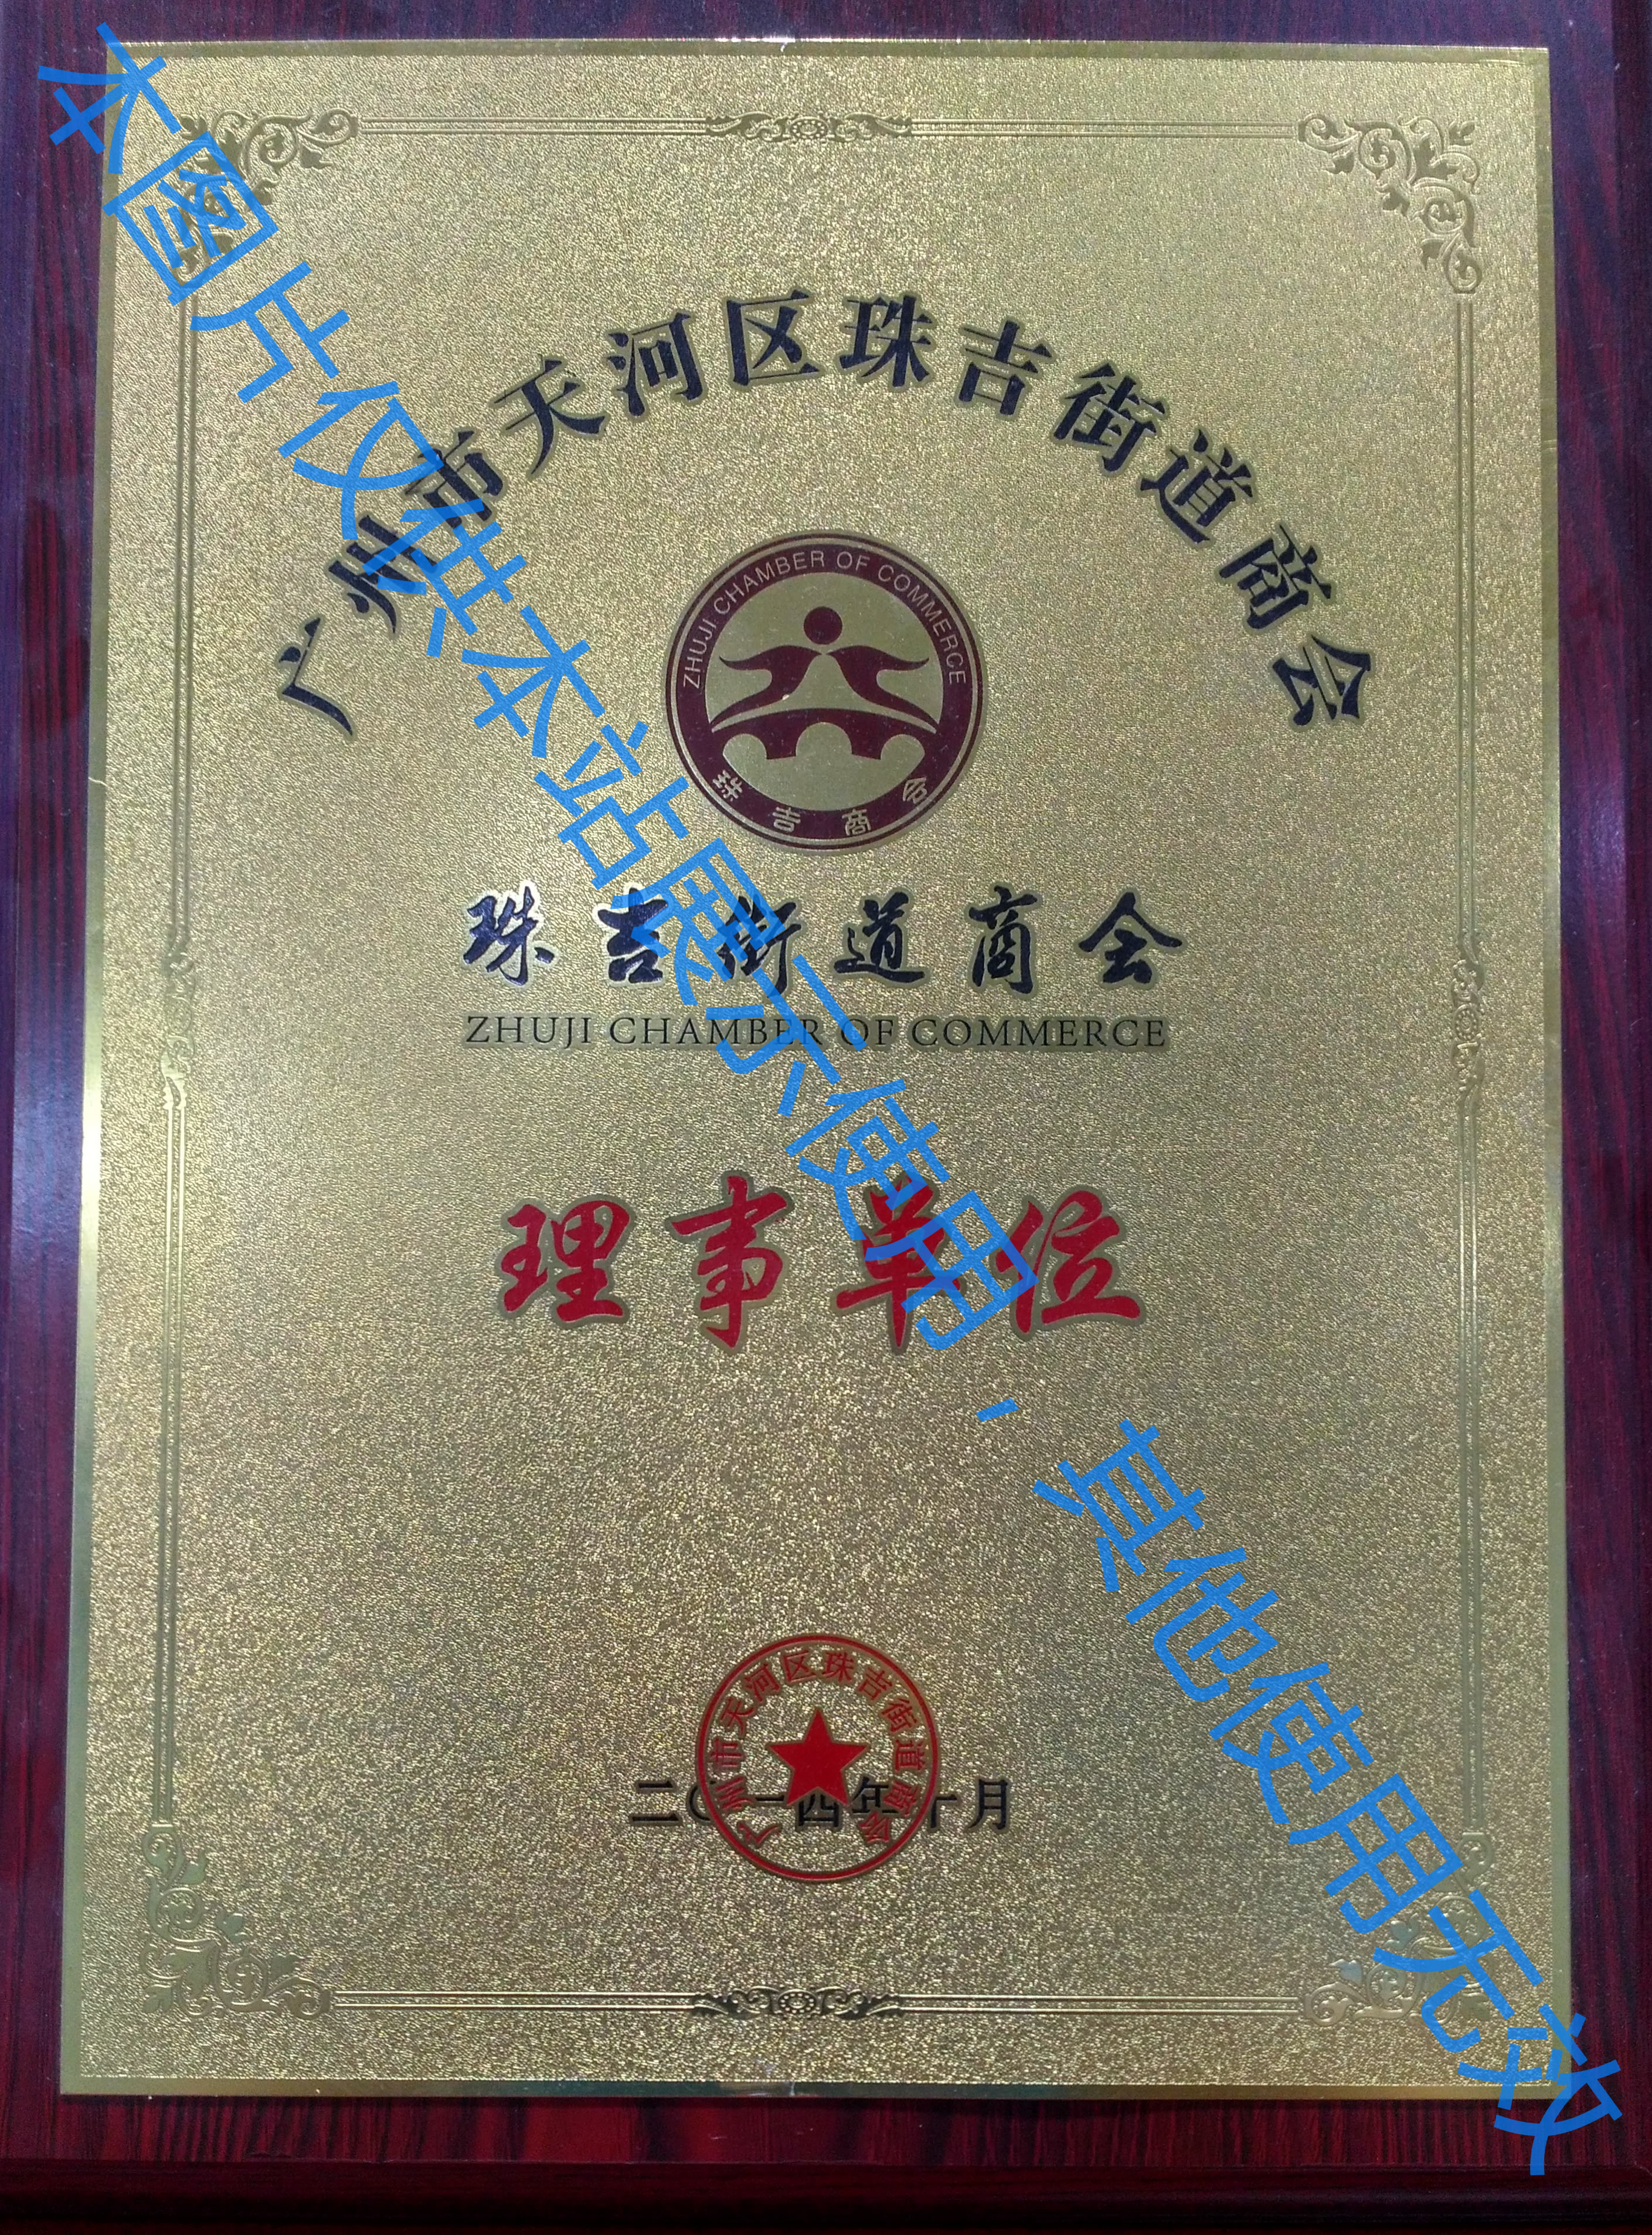 广州市天河区珠吉街道商会
ZHUJI CHAMBER OF COMMERCE
珠吉商会
珠吉街道商会
ZHUJI CHAMBER OF COMMERCE
理事单位
广州市天河区珠吉街道商会
二〇一四年十月
本图片仅供本站展示使用，其他使用无效